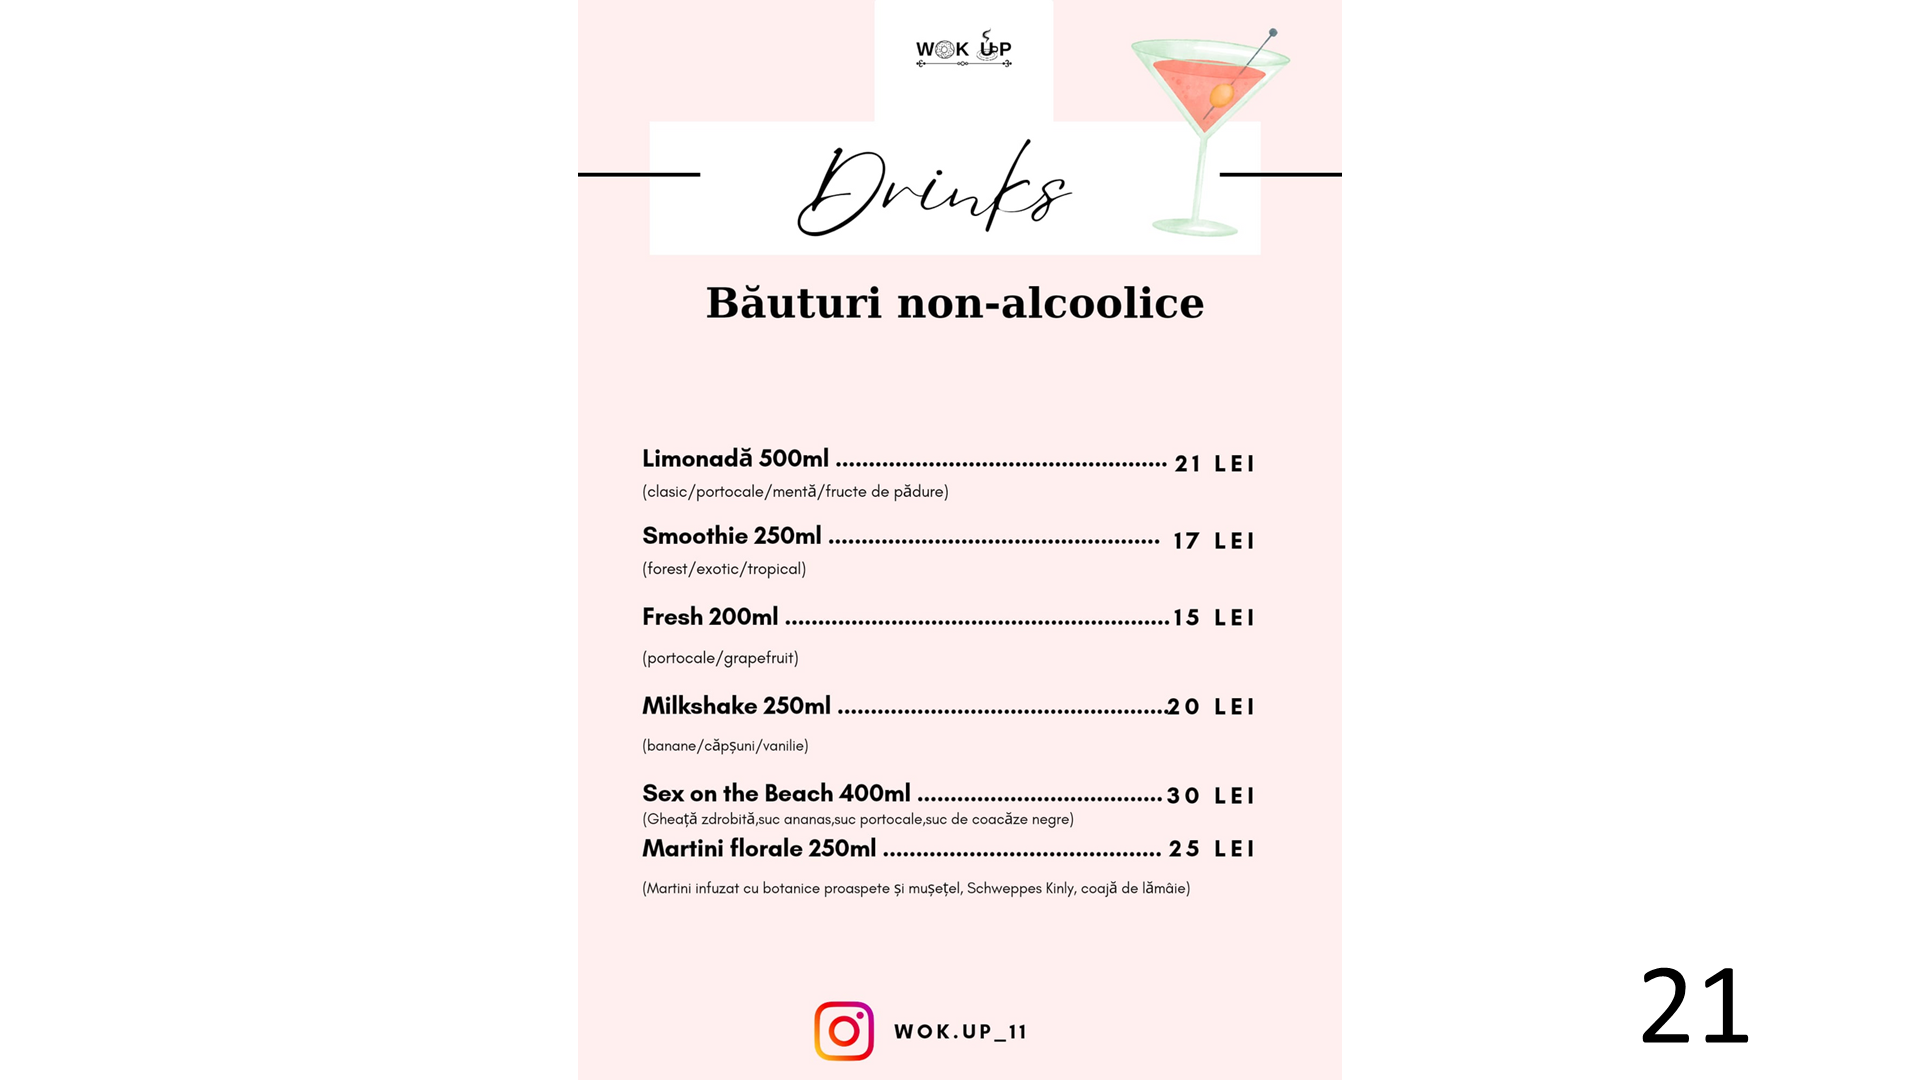 WOK UP
Drinks
Băuturi non-alcoolice
Limonadă 500ml .................................................. 21 LEI
(clasic/portocale/mentă/fructe de pădure)
Smoothie 250ml .................................................. 17 LEI
(forest/exotic/tropical)
Fresh 200ml ..........................................................15 LEI
(portocale/grapefruit)
Milkshake 250ml ..................................................20 LEI
(banane/căpșuni/vanilie)
Sex on the Beach 400ml .....................................30 LEI
(Gheață zdrobită,suc ananas,suc portocale,suc de coacăze negre)
Martini florale 250ml .......................................... 25 LEI
(Martini infuzat cu botanice proaspete și mușețel, Schweppes Kinly, coajă de lămâie)
WOK.UP_11
21